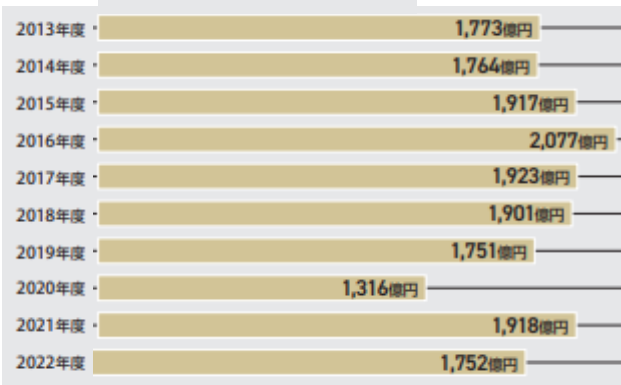 2013年度 1,773億円
2014年度 1,764億円
2015年度 1,917億円
2016年度 2,077億円
2017年度 1,923億円
2018年度 1,901億円
2019年度 1,751億円
2020年度 1,316億円
2021年度 1,918億円
2022年度 1,752億円